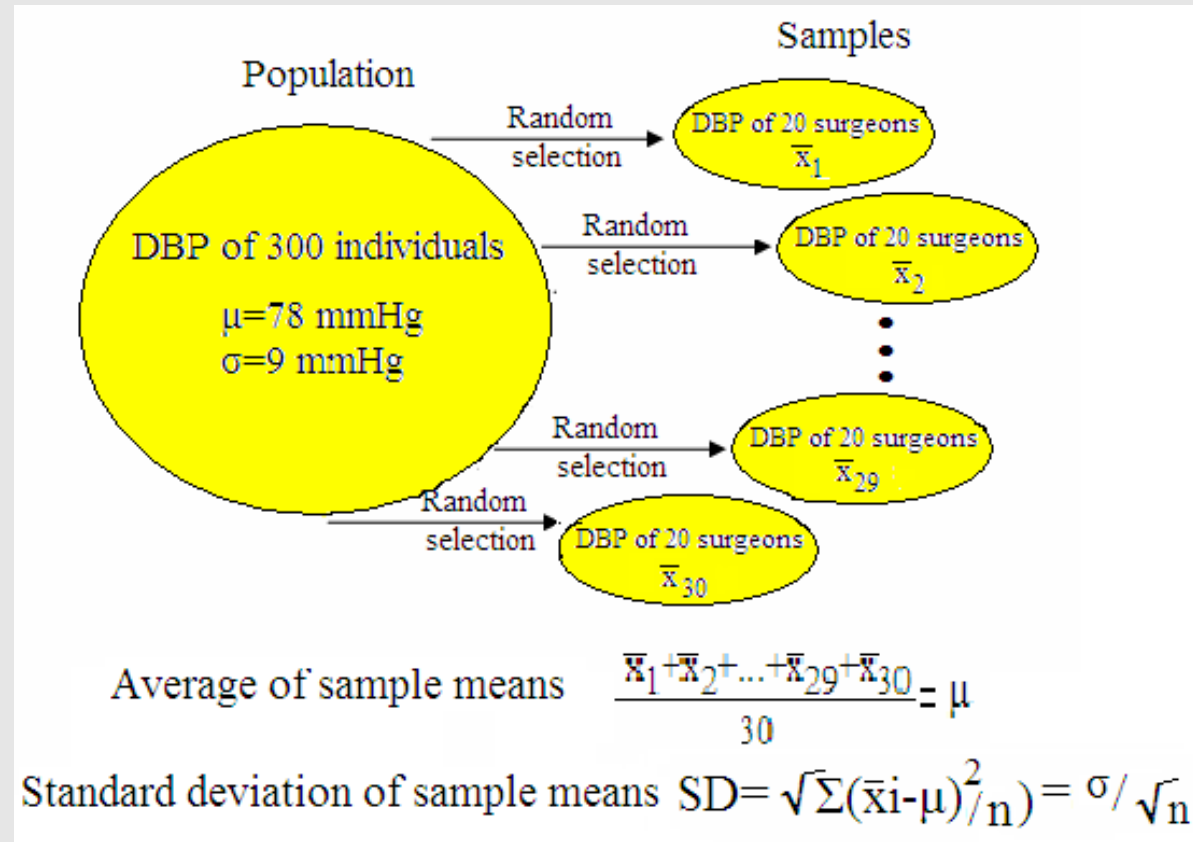 Samples
Population
Random
selection
DBP of 20 surgeons
x̅1
DBP of 300 individuals
μ=78 mmHg
σ=9 mmHg
Random
selection
DBP of 20 surgeons
x̅2
Random
selection
DBP of 20 surgeons
x̅29
Random
selection
DBP of 20 surgeons
x̅30
Average of sample means x̅1+x̅2+...+x̅29+x̅30/30 = μ
Standard deviation of sample means SD= √Σ(x̅i-μ)²/n) = σ/√n